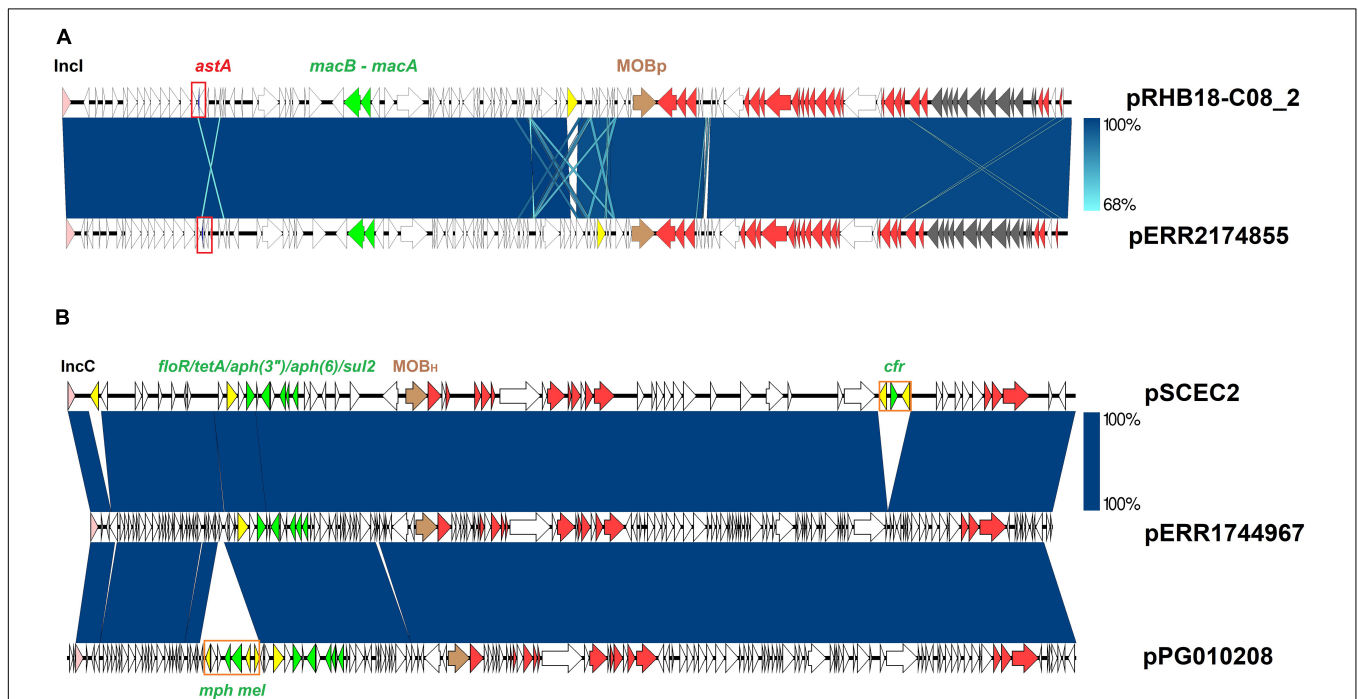 A
IncI astA macB - macA MOBp
pRHB18-C08_2
100%
68%
pERR2174855
B
IncC floR/tetA/aph(3")/aph(6)/sul2 MOBH cfr
pSCEC2
100%
100%
pERR1744967
pPG010208
mph mel